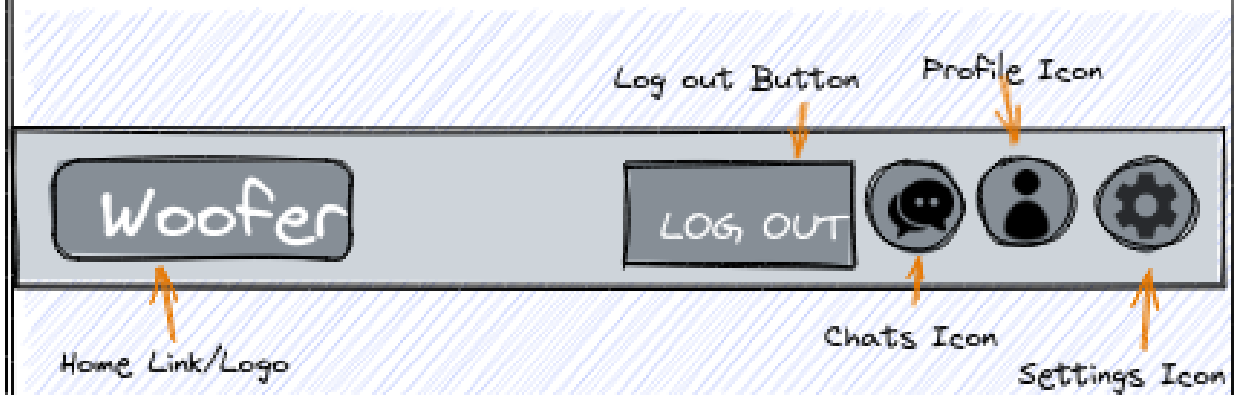 Log out Button
Profile Icon
Woofer
LOG OUT
Home Link/Logo
Chats Icon
Settings Icon